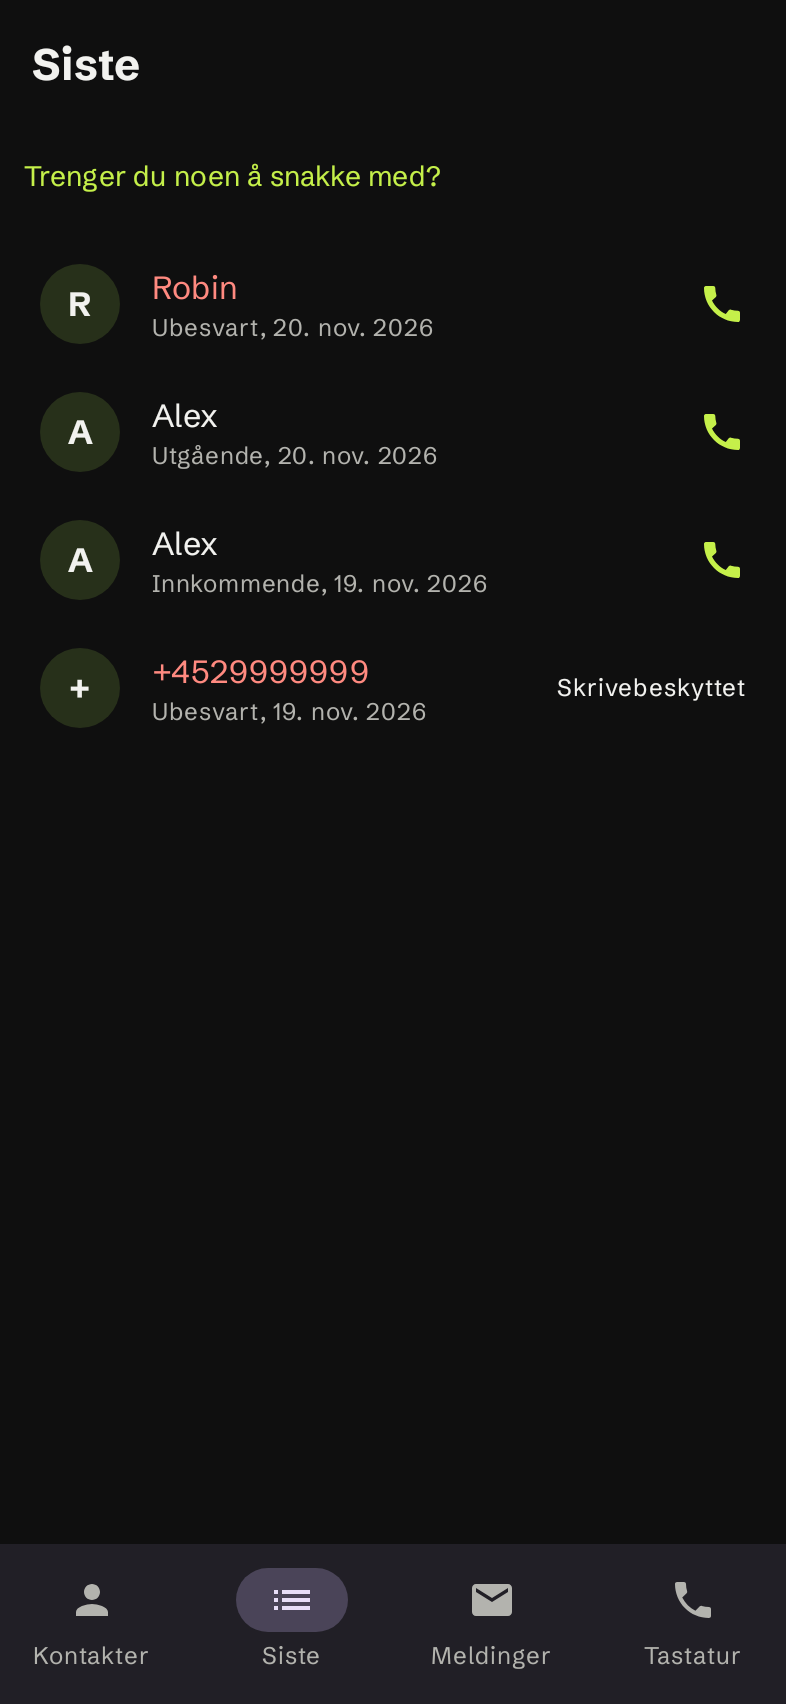 Siste
Trenger du noen å snakke med?
R
Robin
Ubesvart, 20. nov. 2026
A
Alex
Utgående, 20. nov. 2026
A
Alex
Innkommende, 19. nov. 2026
+
+4529999999
Ubesvart, 19. nov. 2026
Skrivebeskyttet
Kontakter
Siste
Meldinger
Tastatur